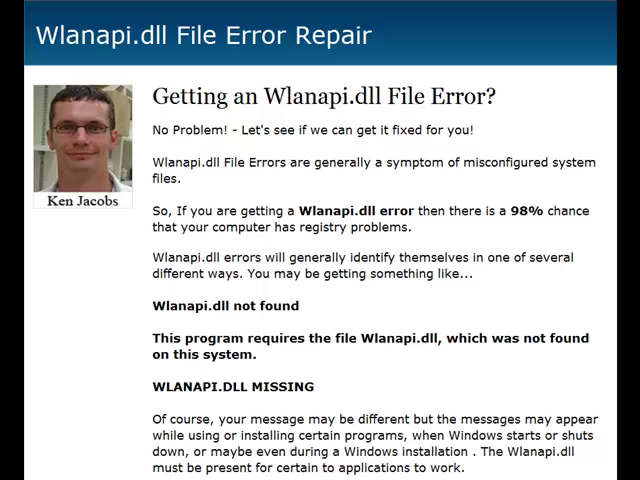 Wlanapi.dll File Error Repair
Getting an Wlanapi.dll File Error?
No Problem! - Let's see if we can get it fixed for you!
Wlanapi.dll File Errors are generally a symptom of misconfigured system
files.
Ken Jacobs
So, If you are getting a Wlanapi.dll error then there is a 98% chance
that your computer has registry problems.
Wlanapi.dll errors will generally identify themselves in one of several
different ways. You may be getting something like...
Wlanapi.dll not found
This program requires the file Wlanapi.dll, which was not found
on this system.
WLANAPI.DLL MISSING
Of course, your message may be different but the messages may appear
while using or installing certain programs, when Windows starts or shuts
down, or maybe even during a Windows installation . The Wlanapi.dll
must be present for certain to applications to work.